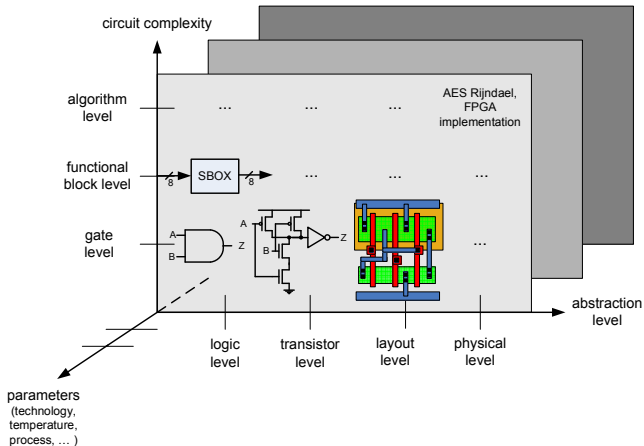 circuit complexity
AES Rijndael,
FPGA
implementation
algorithm
level
...
...
...
functional
block level
8
SBOX
8
...
...
...
gate
level
A
B
Z
A
B
Z
...
abstraction
level
logic
level
transistor
level
layout
level
physical
level
parameters
(technology,
temperature,
process, ... )